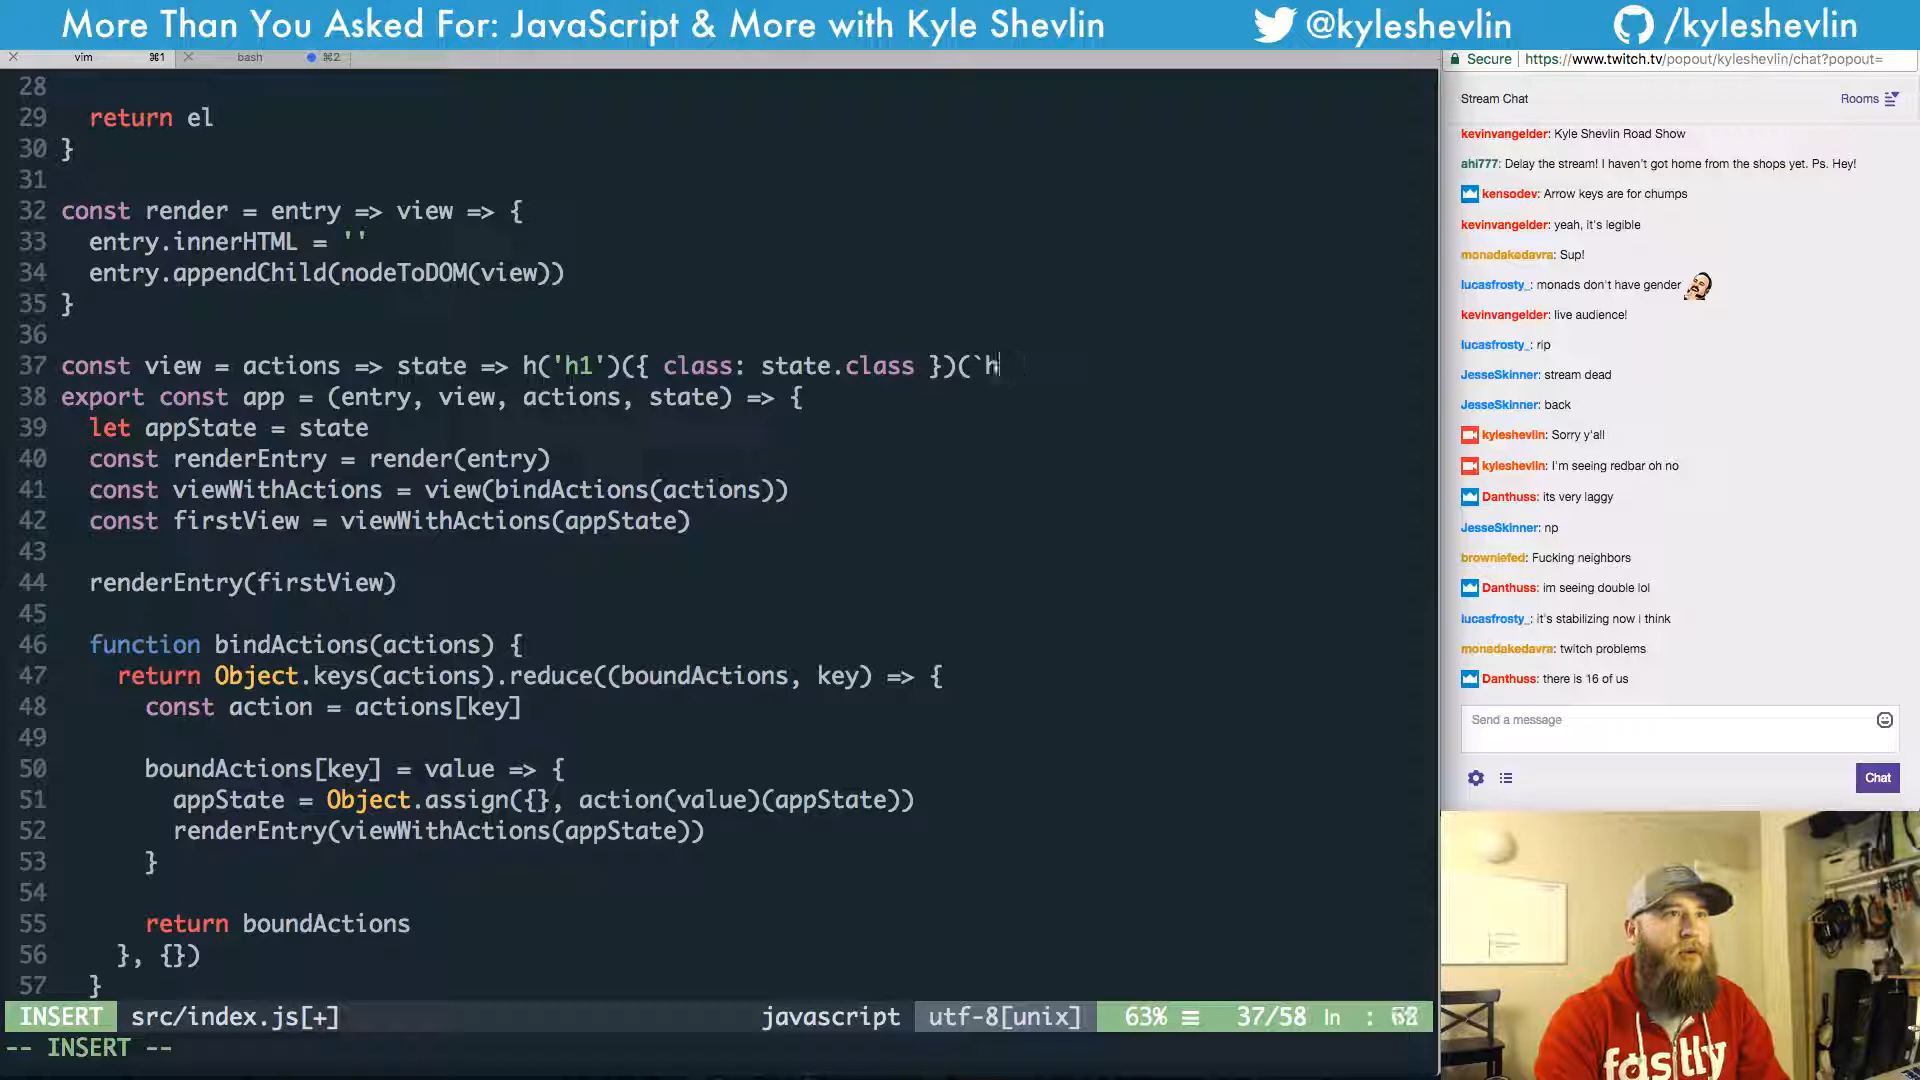 More Than You Asked For: JavaScript & More with Kyle Shevlin
@kyleshevlin
/kyleshevlin
vim ⌘1
bash ⌘2
28
29 return el
30 }
31
32 const render = entry => view => {
33 entry.innerHTML = ''
34 entry.appendChild(nodeToDOM(view))
35 }
36
37 const view = actions => state => h('h1')({ class: state.class })(`h
38 export const app = (entry, view, actions, state) => {
39 let appState = state
40 const renderEntry = render(entry)
41 const viewWithActions = view(bindActions(actions))
42 const firstView = viewWithActions(appState)
43
44 renderEntry(firstView)
45
46 function bindActions(actions) {
47 return Object.keys(actions).reduce((boundActions, key) => {
48 const action = actions[key]
49
50 boundActions[key] = value => {
51 appState = Object.assign({}, action(value)(appState))
52 renderEntry(viewWithActions(appState))
53 }
54
55 return boundActions
56 }, {})
57 }
INSERT src/index.js[+] javascript utf-8[unix] 63% ≡ 37/58 ln :
-- INSERT --
Secure https://www.twitch.tv/popout/kyleshevlin/chat?popout=
Stream Chat Rooms
kevinvangelder: Kyle Shevlin Road Show
ahi777: Delay the stream! I haven't got home from the shops yet. Ps. Hey!
kensodev: Arrow keys are for chumps
kevinvangelder: yeah, it's legible
monadakedavra: Sup!
lucasfrosty_: monads don't have gender
kevinvangelder: live audience!
lucasfrosty_: rip
JesseSkinner: stream dead
JesseSkinner: back
kyleshevlin: Sorry y'all
kyleshevlin: I'm seeing redbar oh no
Danthuss: its very laggy
JesseSkinner: np
browniefed: Fucking neighbors
Danthuss: im seeing double lol
lucasfrosty_: it's stabilizing now i think
monadakedavra: twitch problems
Danthuss: there is 16 of us
Send a message
Chat
fastly